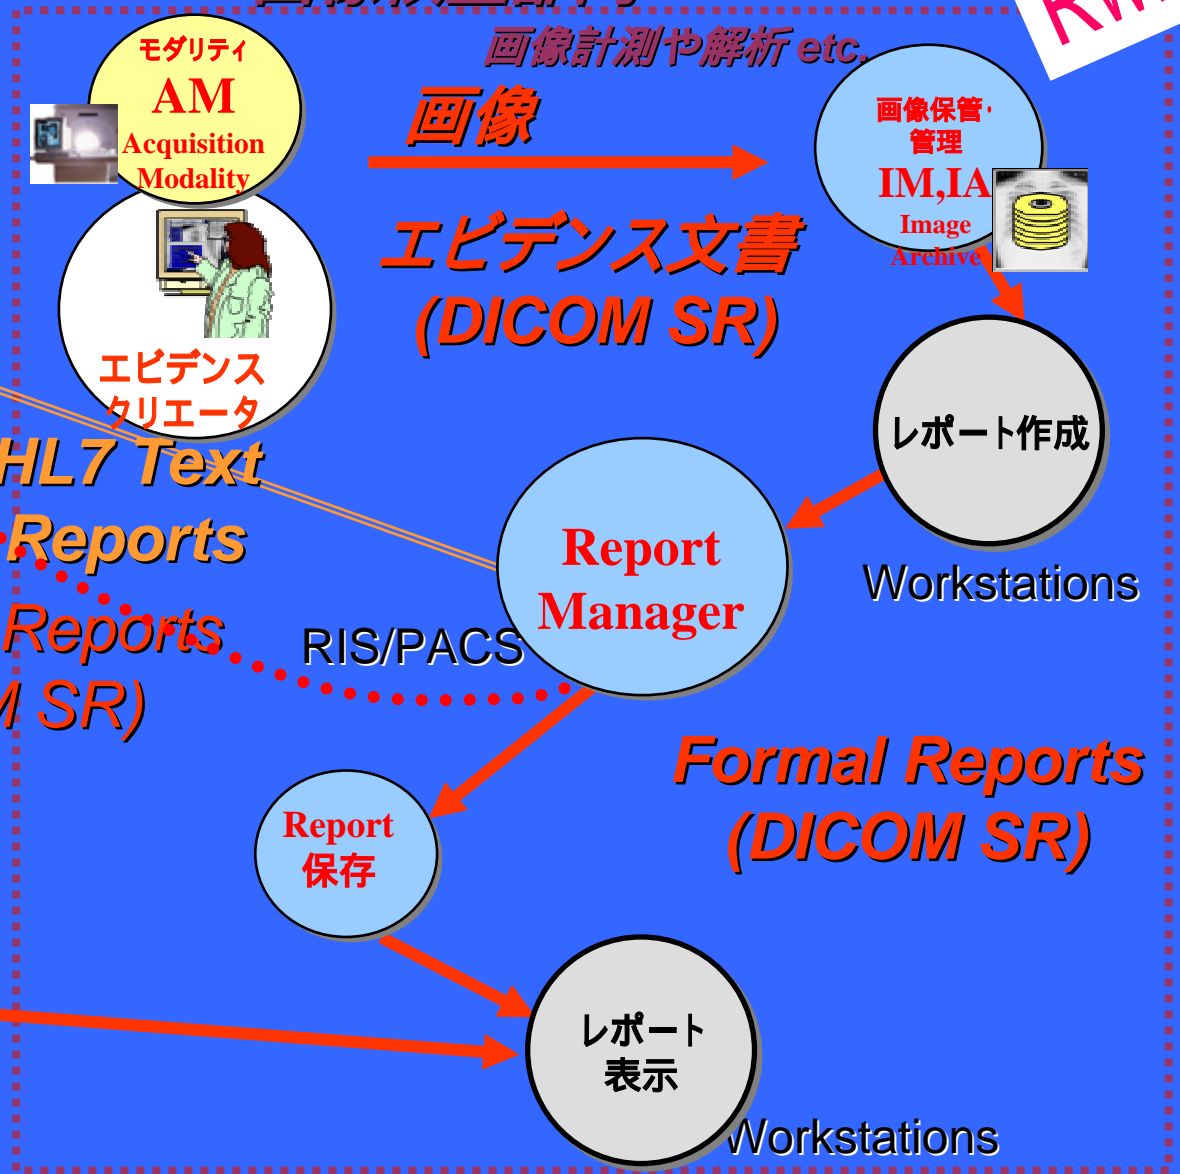 画像計測や解析 etc.
モダリティ
AM
Acquisition
Modality
画像
画像保管・
管理
IM,IA
Image
Archive
エビデンス文書
(DICOM SR)
エビデンス
クリエータ
レポート作成
HL7 Text
Reports
Report
Manager
Workstations
Reports
RIS/PACS
SR)
Formal Reports
(DICOM SR)
Report
保存
レポート
表示
Workstations